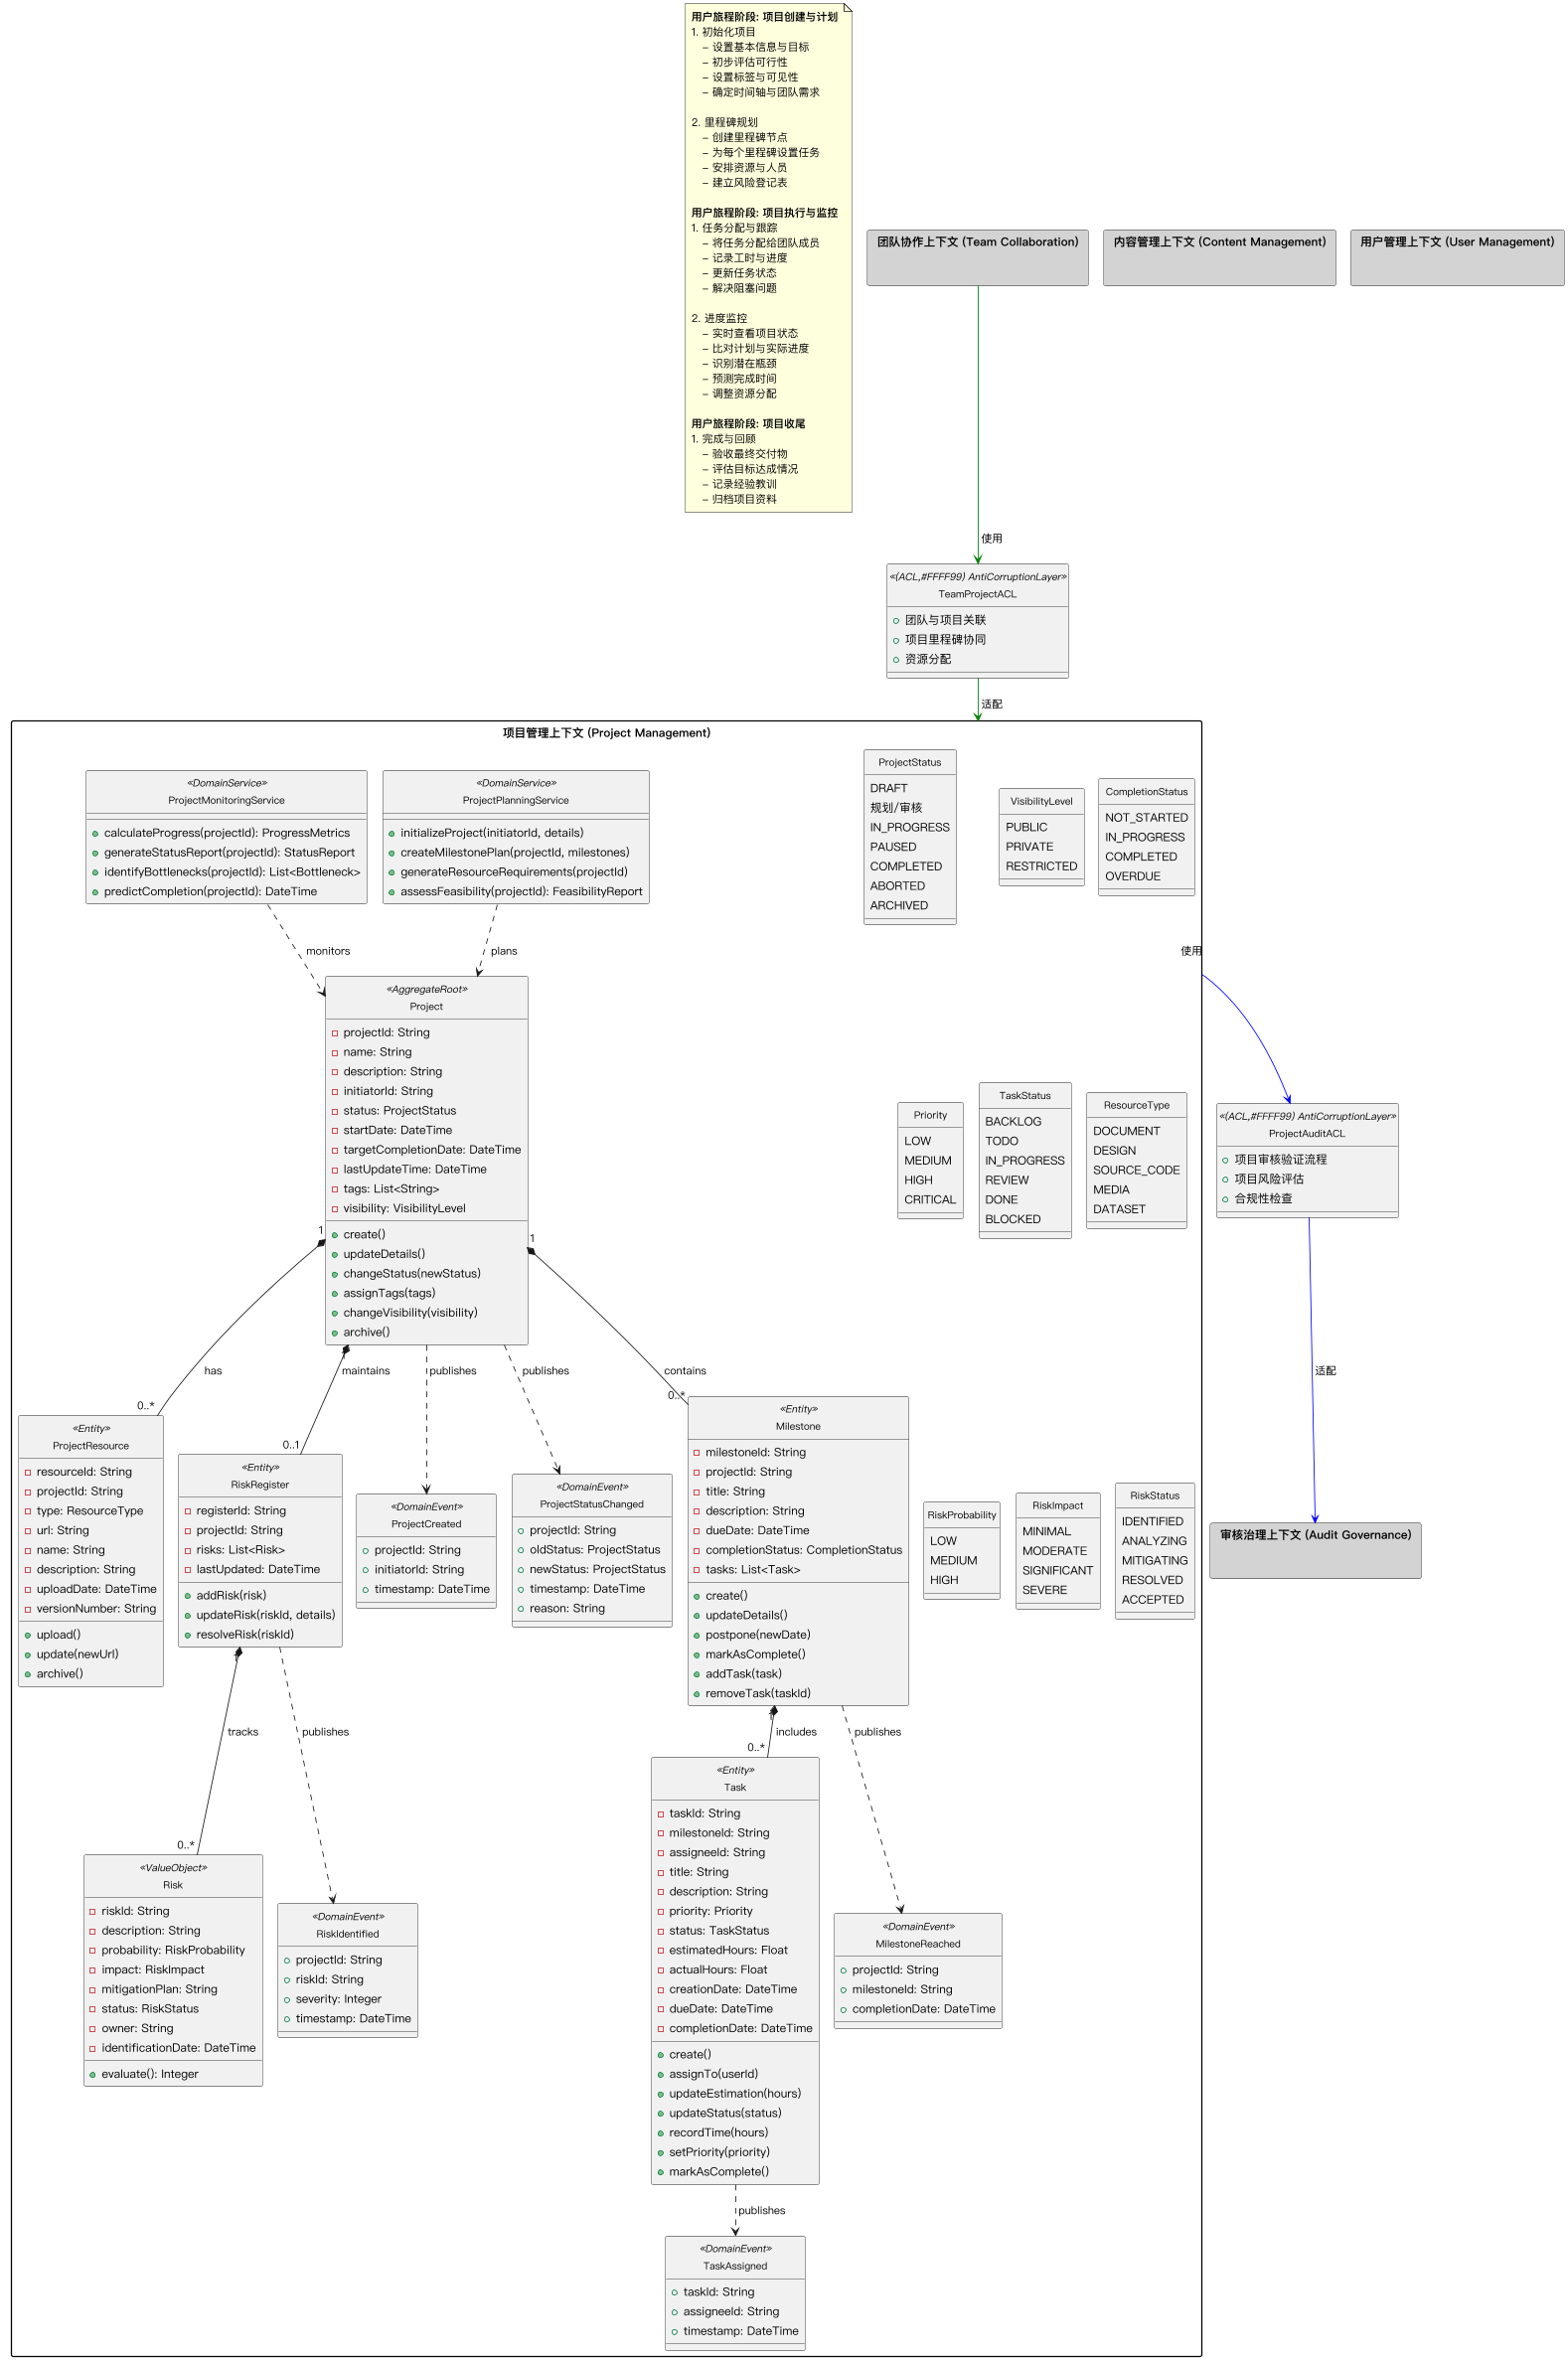 用户旅程阶段: 项目创建与计划
1. 初始化项目
– 设置基本信息与目标
– 初步评估可行性
– 设置标签与可见性
– 确定时间轴与团队需求
2. 里程碑规划
– 创建里程碑节点
– 为每个里程碑设置任务
– 安排资源与人员
– 建立风险登记表
用户旅程阶段: 项目执行与监控
1. 任务分配与跟踪
– 将任务分配给团队成员
– 记录工时与进度
– 更新任务状态
– 解决阻塞问题
2. 进度监控
– 实时查看项目状态
– 比对计划与实际进度
– 识别潜在瓶颈
– 预测完成时间
– 调整资源分配
用户旅程阶段: 项目收尾
1. 完成与回顾
– 验收最终交付物
– 评估目标达成情况
– 记录经验教训
– 归档项目资料
团队协作上下文 (Team Collaboration)
内容管理上下文 (Content Management)
用户管理上下文 (User Management)
使用
«(ACL,#FFFF99) AntiCorruptionLayer»
TeamProjectACL
团队与项目关联
项目里程碑协同
资源分配
适配
项目管理上下文 (Project Management)
«DomainService»
ProjectMonitoringService
calculateProgress(projectId): ProgressMetrics
generateStatusReport(projectId): StatusReport
identifyBottlenecks(projectId): List<Bottleneck>
predictCompletion(projectId): DateTime
«DomainService»
ProjectPlanningService
initializeProject(initiatorId, details)
createMilestonePlan(projectId, milestones)
generateResourceRequirements(projectId)
assessFeasibility(projectId): FeasibilityReport
ProjectStatus
DRAFT
规划/审核
IN_PROGRESS
PAUSED
COMPLETED
ABORTED
ARCHIVED
VisibilityLevel
PUBLIC
PRIVATE
RESTRICTED
CompletionStatus
NOT_STARTED
IN_PROGRESS
COMPLETED
OVERDUE
monitors
plans
使用
«AggregateRoot»
Project
projectId: String
name: String
description: String
initiatorId: String
status: ProjectStatus
startDate: DateTime
targetCompletionDate: DateTime
lastUpdateTime: DateTime
tags: List<String>
visibility: VisibilityLevel
create()
updateDetails()
changeStatus(newStatus)
assignTags(tags)
changeVisibility(visibility)
archive()
Priority
LOW
MEDIUM
HIGH
CRITICAL
TaskStatus
BACKLOG
TODO
IN_PROGRESS
REVIEW
DONE
BLOCKED
ResourceType
DOCUMENT
DESIGN
SOURCE_CODE
MEDIA
DATASET
«(ACL,#FFFF99) AntiCorruptionLayer»
ProjectAuditACL
项目审核验证流程
项目风险评估
合规性检查
1
1
1
has
maintains
publishes
publishes
contains
适配
0..*
0..1
0..*
«Entity»
ProjectResource
resourceId: String
projectId: String
type: ResourceType
url: String
name: String
description: String
uploadDate: DateTime
versionNumber: String
upload()
update(newUrl)
archive()
«Entity»
RiskRegister
registerId: String
projectId: String
risks: List<Risk>
lastUpdated: DateTime
addRisk(risk)
updateRisk(riskId, details)
resolveRisk(riskId)
«DomainEvent»
ProjectCreated
projectId: String
initiatorId: String
timestamp: DateTime
«DomainEvent»
ProjectStatusChanged
projectId: String
oldStatus: ProjectStatus
newStatus: ProjectStatus
timestamp: DateTime
reason: String
«Entity»
Milestone
milestoneId: String
projectId: String
title: String
description: String
dueDate: DateTime
completionStatus: CompletionStatus
tasks: List<Task>
create()
updateDetails()
postpone(newDate)
markAsComplete()
addTask(task)
removeTask(taskId)
RiskProbability
LOW
MEDIUM
HIGH
RiskImpact
MINIMAL
MODERATE
SIGNIFICANT
SEVERE
RiskStatus
IDENTIFIED
ANALYZING
MITIGATING
RESOLVED
ACCEPTED
审核治理上下文 (Audit Governance)
1
1
tracks
publishes
includes
publishes
0..*
0..*
«ValueObject»
Risk
riskId: String
description: String
probability: RiskProbability
impact: RiskImpact
mitigationPlan: String
status: RiskStatus
owner: String
identificationDate: DateTime
evaluate(): Integer
«DomainEvent»
RiskIdentified
projectId: String
riskId: String
severity: Integer
timestamp: DateTime
«Entity»
Task
taskId: String
milestoneId: String
assigneeId: String
title: String
description: String
priority: Priority
status: TaskStatus
estimatedHours: Float
actualHours: Float
creationDate: DateTime
dueDate: DateTime
completionDate: DateTime
create()
assignTo(userId)
updateEstimation(hours)
updateStatus(status)
recordTime(hours)
setPriority(priority)
markAsComplete()
«DomainEvent»
MilestoneReached
projectId: String
milestoneId: String
completionDate: DateTime
publishes
«DomainEvent»
TaskAssigned
taskId: String
assigneeId: String
timestamp: DateTime